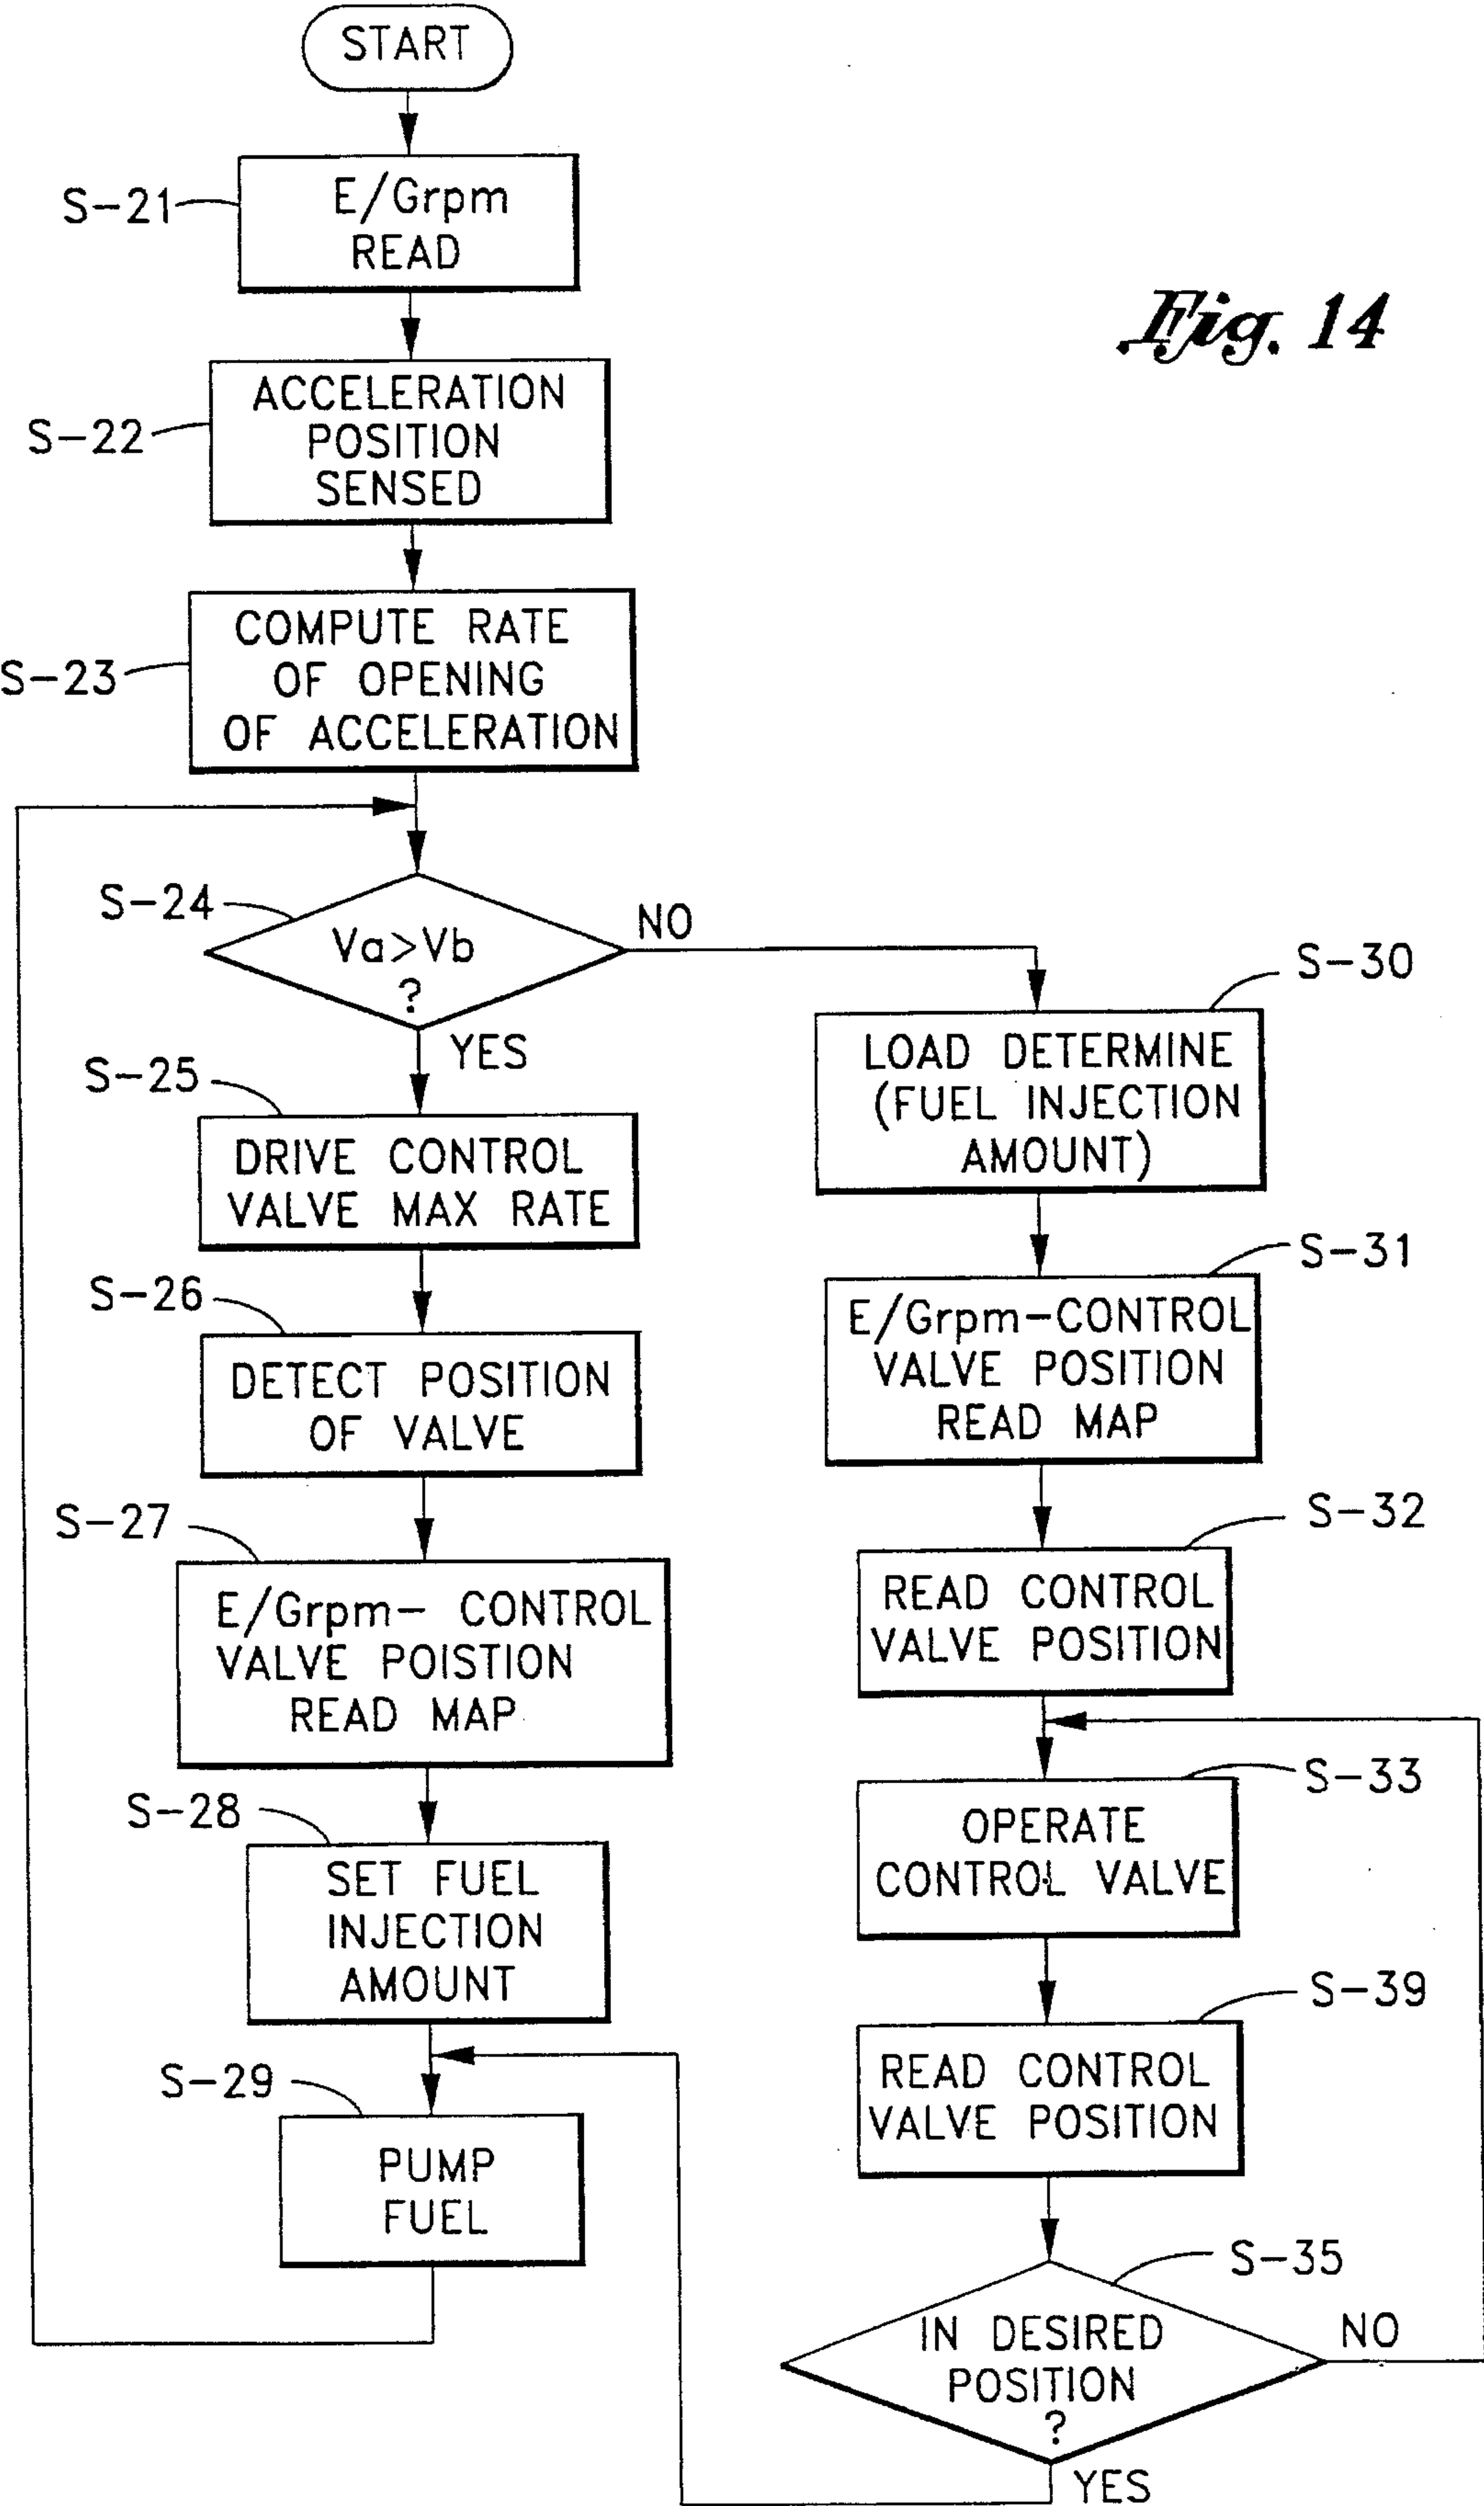 START
S-21
E/Grpm
READ
Fig. 14
S-22
ACCELERATION
POSITION
SENSED
S-23
COMPUTE RATE
OF OPENING
OF ACCELERATION
S-24
Va>Vb
?
NO
YES
S-25
DRIVE CONTROL
VALVE MAX RATE
S-26
DETECT POSITION
OF VALVE
S-27
E/Grpm- CONTROL
VALVE POISTION
READ MAP
S-28
SET FUEL
INJECTION
AMOUNT
S-29
PUMP
FUEL
S-30
LOAD DETERMINE
(FUEL INJECTION
AMOUNT)
S-31
E/Grpm-CONTROL
VALVE POSITION
READ MAP
S-32
READ CONTROL
VALVE POSITION
S-33
OPERATE
CONTROL VALVE
S-39
READ CONTROL
VALVE POSITION
S-35
IN DESIRED
POSITION
?
NO
YES